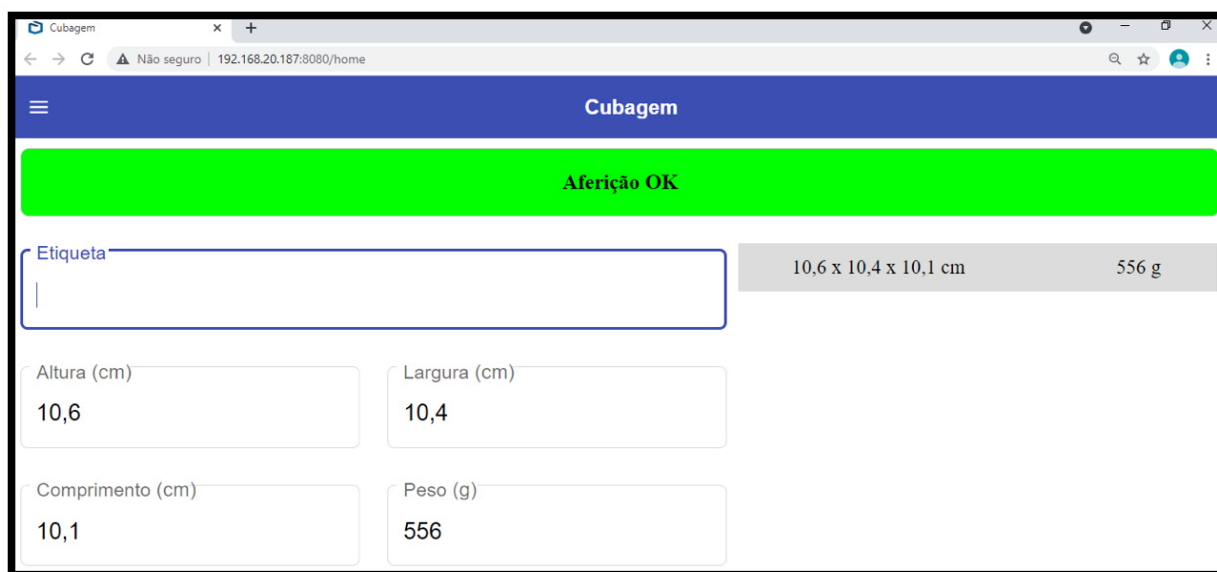 Cubagem
Não seguro | 192.168.20.187:8080/home
Cubagem
Aferição OK
Etiqueta
10,6 x 10,4 x 10,1 cm 556 g
Altura (cm) Largura (cm)
10,6 10,4
Comprimento (cm) Peso (g)
10,1 556